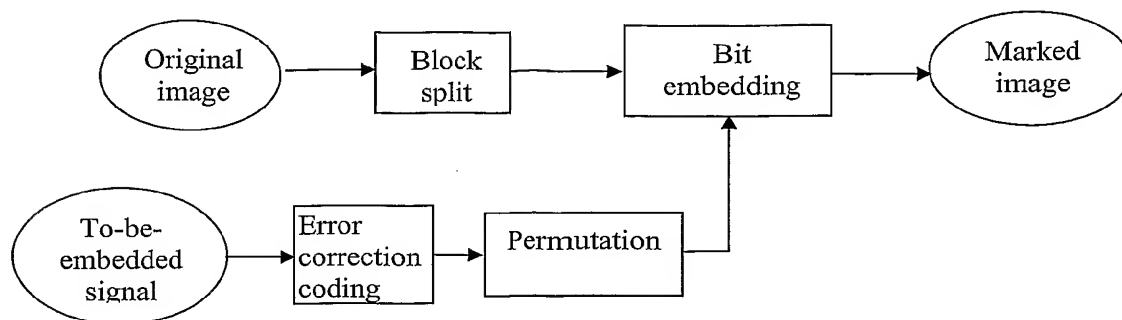 Original
image
Block
split
Bit
embedding
Marked
image
To-be-
embedded
signal
Error
correction
coding
Permutation